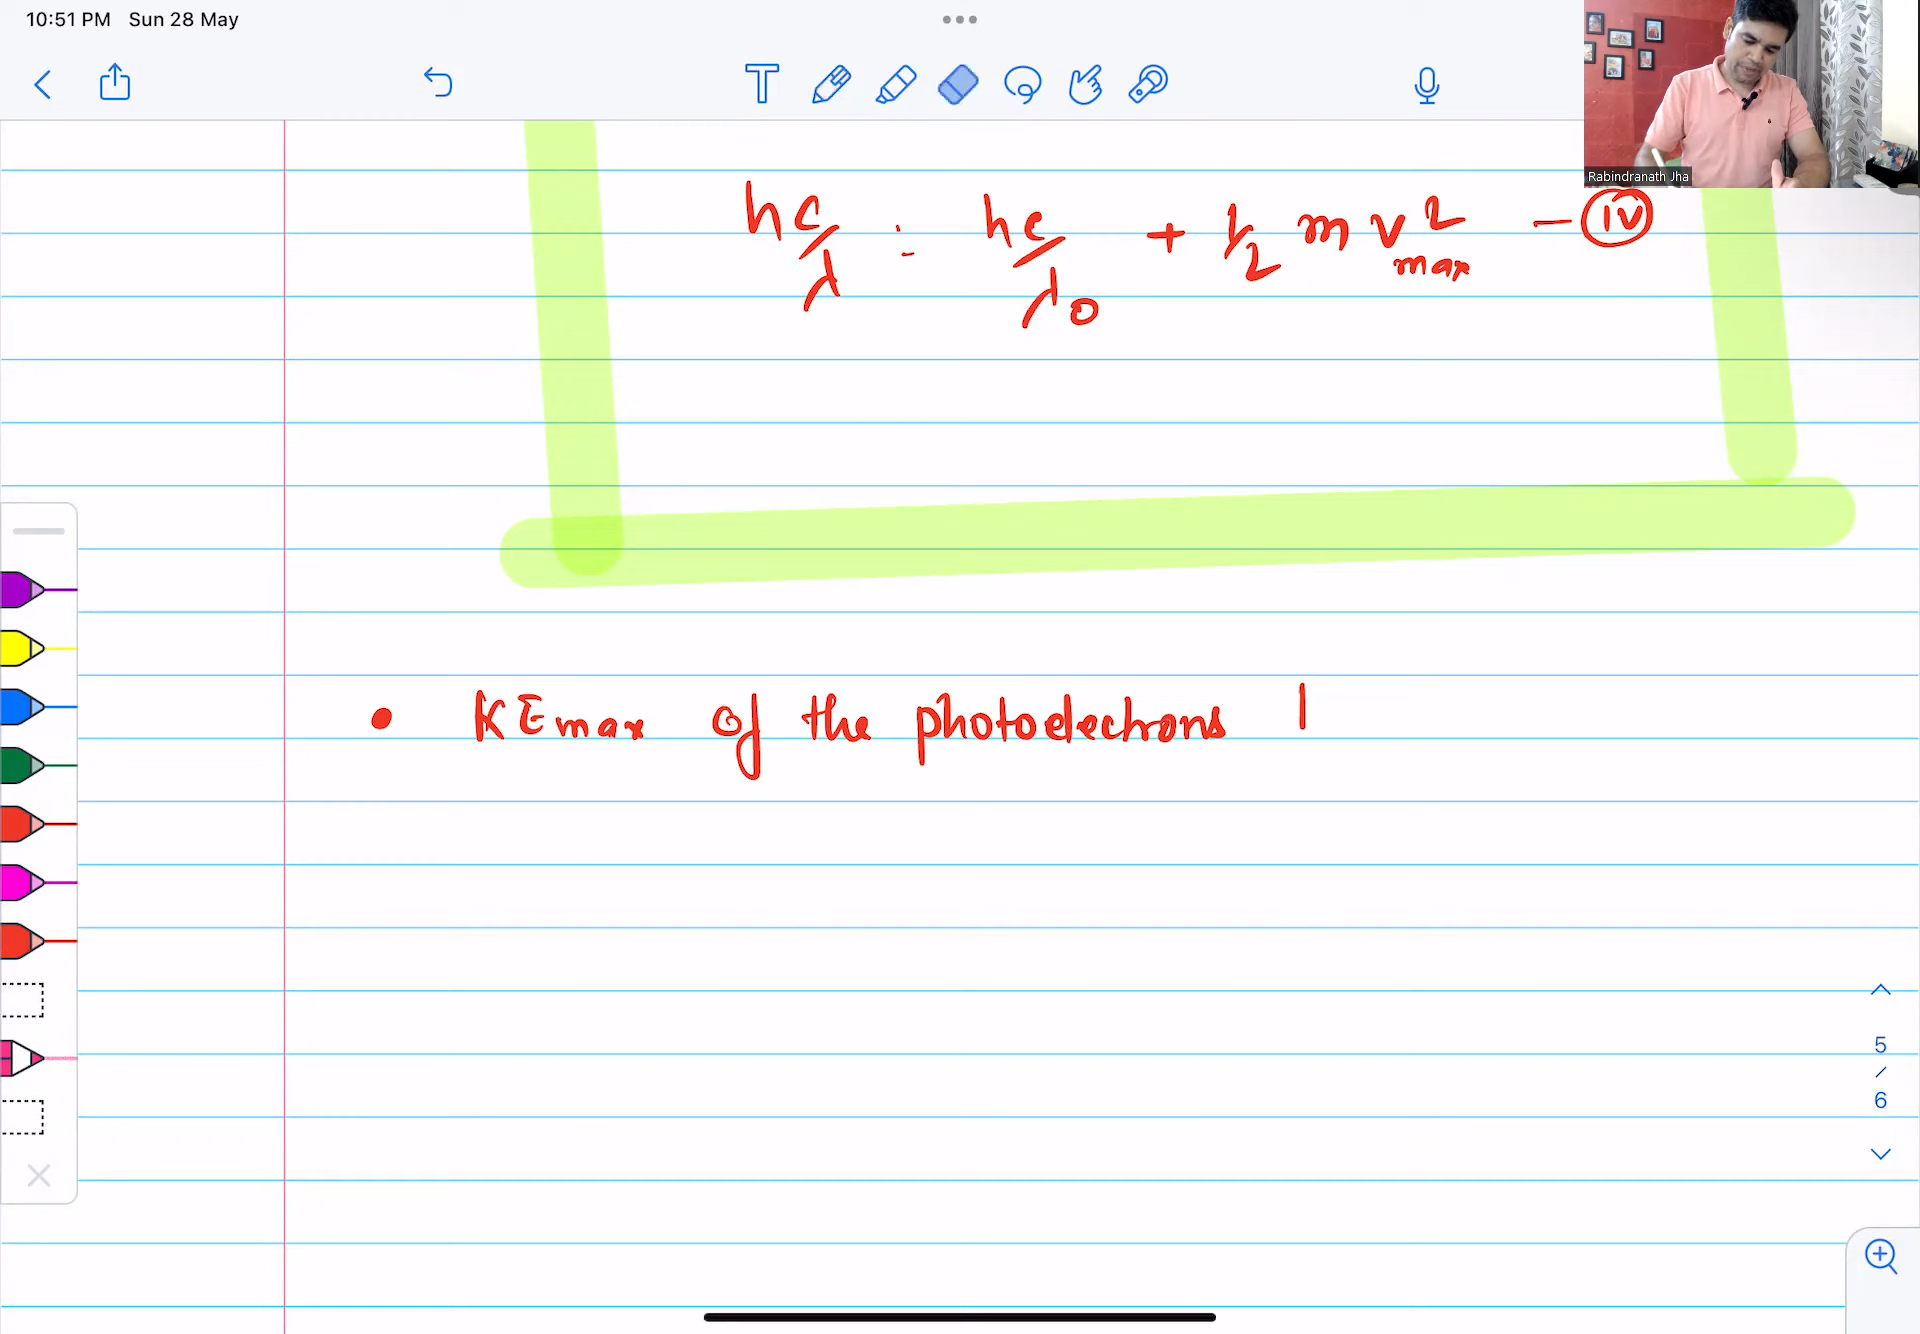 10:51 PM Sun 28 May
Rabindranath Jha
hc/λ = hc/λ0 + 1/2 m v²max - (IV)
• KEmax of the photoelectrons
5
/
6